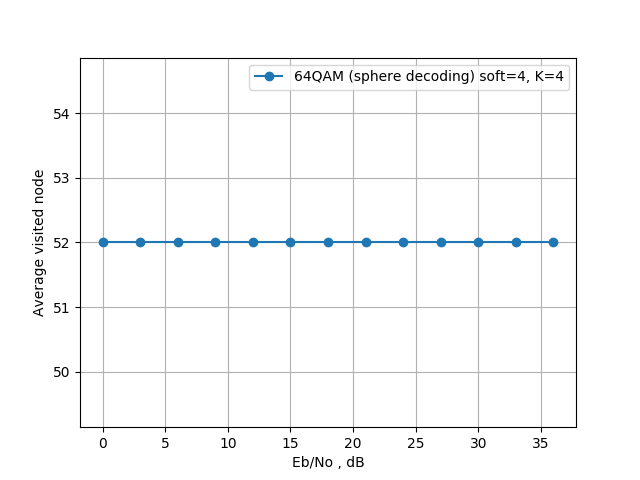 64QAM (sphere decoding) soft=4, K=4
54
53
52
51
50
Average visited node
0 5 10 15 20 25 30 35
Eb/No , dB